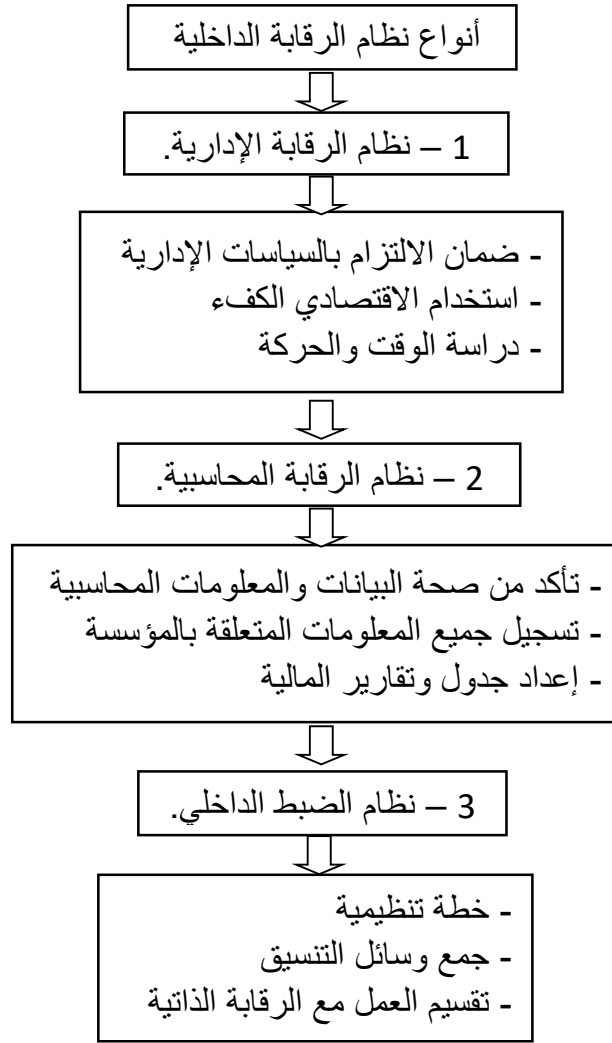 أنواع نظام الرقابة الداخلية
1 – نظام الرقابة الإدارية.
- ضمان الالتزام بالسياسات الإدارية
- استخدام الاقتصادي الكفء
- دراسة الوقت والحركة
2 – نظام الرقابة المحاسبية.
- تأكد من صحة البيانات والمعلومات المحاسبية
- تسجيل جميع المعلومات المتعلقة بالمؤسسة
- إعداد جدول وتقارير المالية
3 – نظام الضبط الداخلي.
- خطة تنظيمية
- جمع وسائل التنسيق
- تقسيم العمل مع الرقابة الذاتية